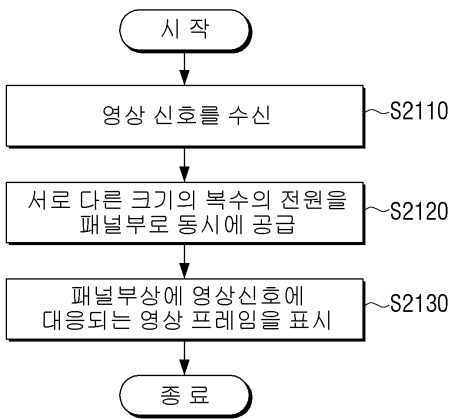 시 작
영상 신호를 수신
S2110
서로 다른 크기의 복수의 전원을
패널부로 동시에 공급
S2120
패널부상에 영상신호에
대응되는 영상 프레임을 표시
S2130
종 료